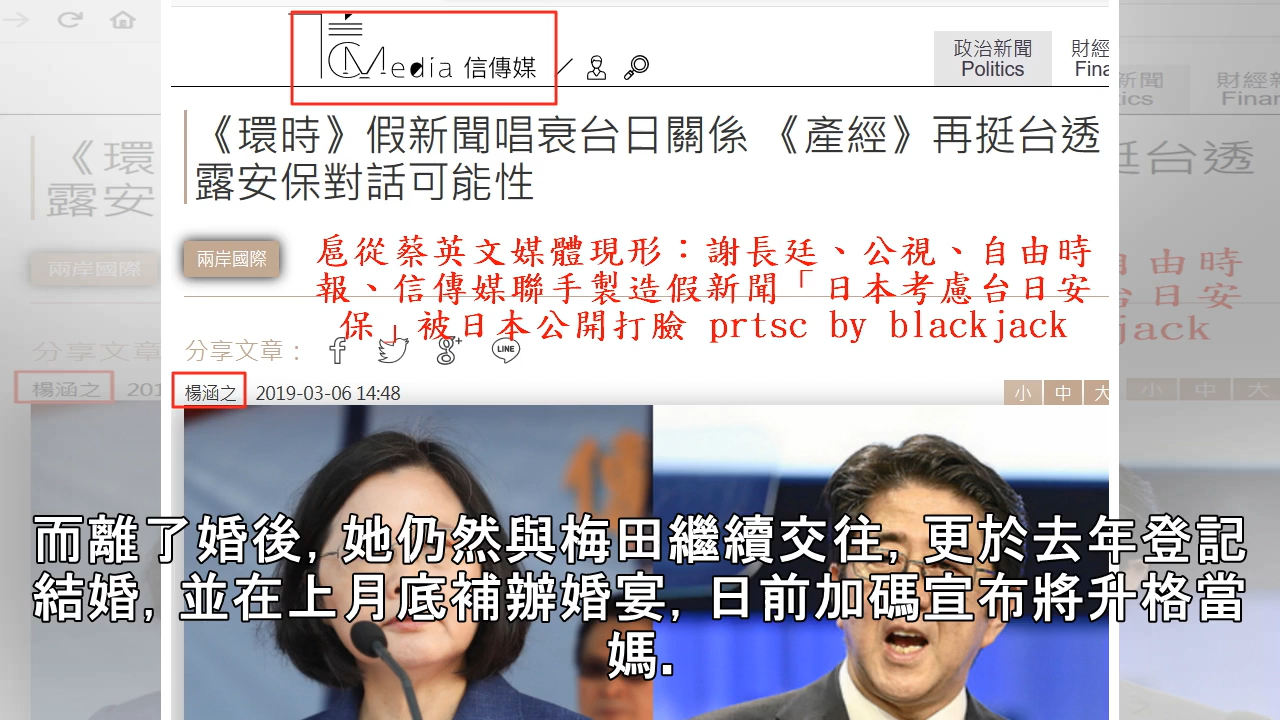 CMedia 信傳媒
政治新聞 財經
Politics Fina
《環時》假新聞唱衰台日關係 《產經》再挺台透
露安保對話可能性
兩岸國際
扈從蔡英文媒體現形：謝長廷、公視、自由時
報、信傳媒聯手製造假新聞「日本考慮台日安
保」被日本公開打臉 prtsc by blackjack
分享文章：
LINE
楊涵之 2019-03-06 14:48
小 中 大
而離了婚後, 她仍然與梅田繼續交往, 更於去年登記
結婚, 並在上月底補辦婚宴, 日前加碼宣布將升格當
媽.